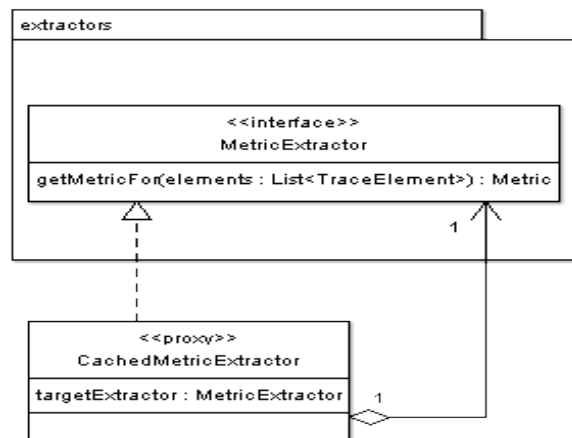 extractors
<<interface>>
MetricExtractor
getMetricFor(elements : List<TraceElement>) : Metric
1
<<proxy>>
CachedMetricExtractor
targetExtractor : MetricExtractor
1